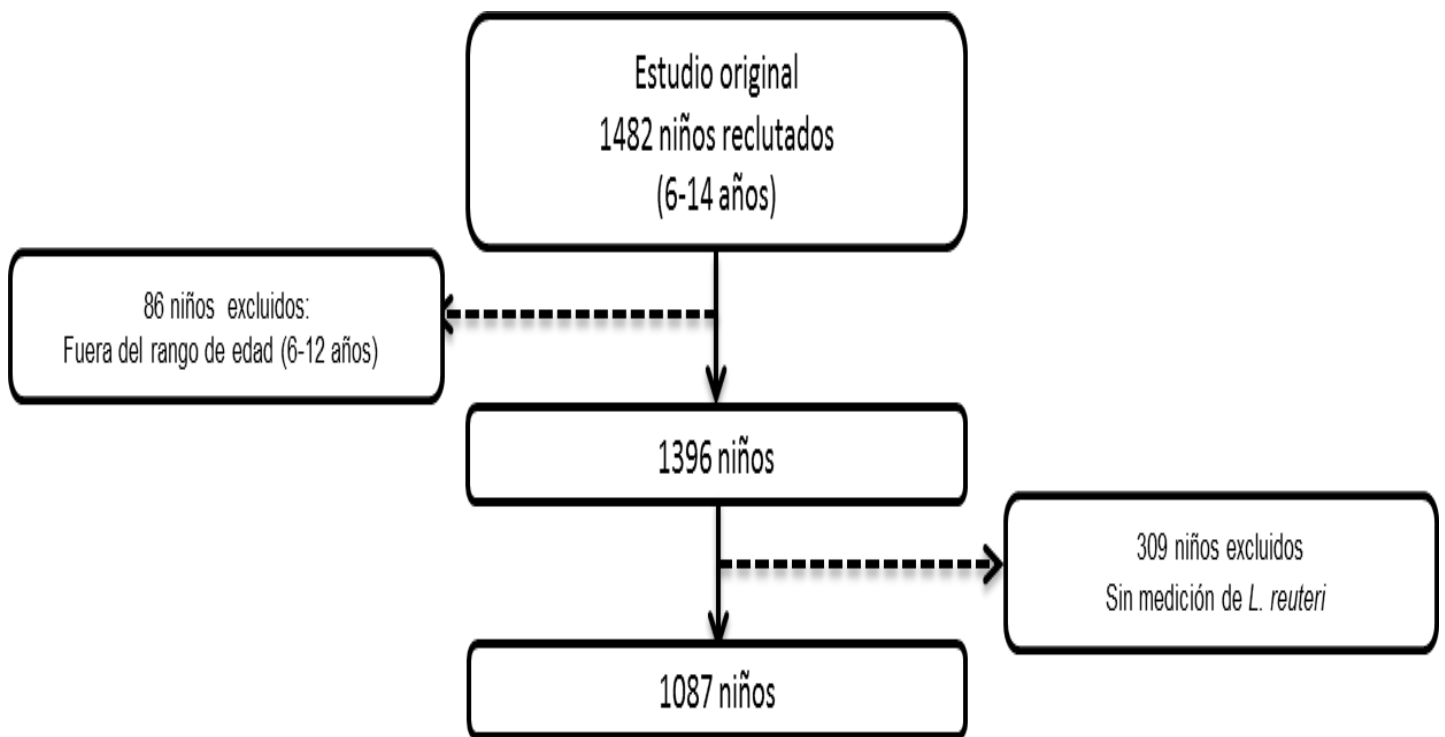 Estudio original
1482 niños reclutados
(6-14 años)
86 niños excluidos:
Fuera del rango de edad (6-12 años)
1396 niños
309 niños excluidos
Sin medición de L. reuteri
1087 niños